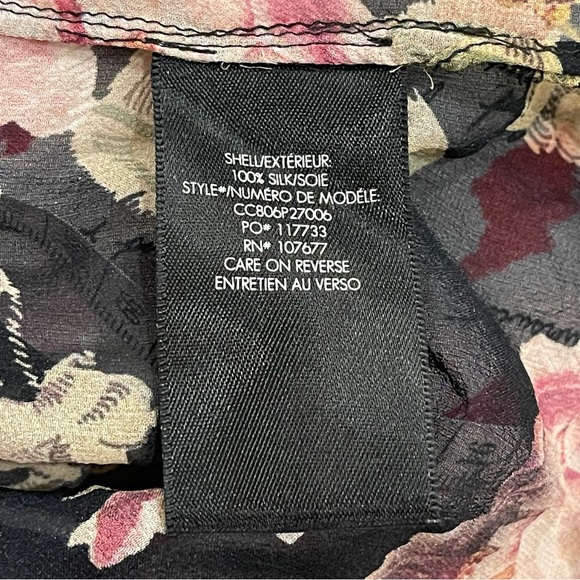 SHELL/EXTÉRIEUR:
100% SILK/SOIE
STYLE#/NUMÉRO DE MODÉLE:
CC806P27006
PO# 117733
RN# 107677
CARE ON REVERSE
ENTRETIEN AU VERSO